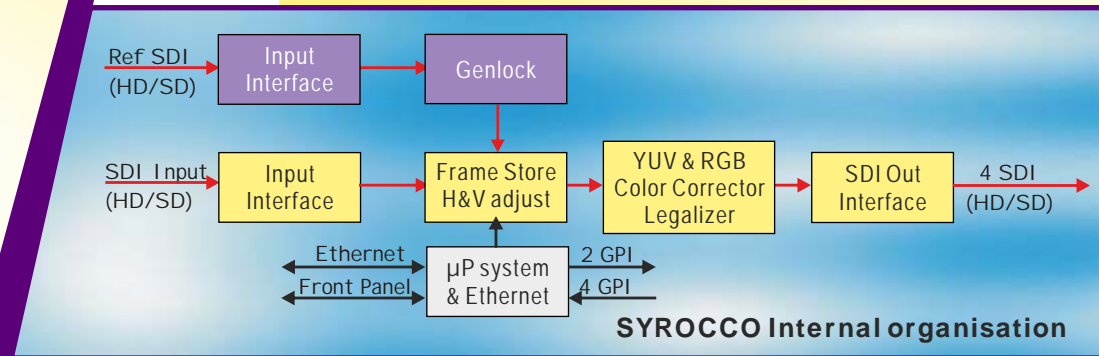 Ref SDI
(HD/SD)
Input
Interface
Genlock
SDI Input
(HD/SD)
Input
Interface
Frame Store
H&V adjust
YUV & RGB
Color Corrector
Legalizer
SDI Out
Interface
4 SDI
(HD/SD)
Ethernet
Front Panel
µP system
& Ethernet
2 GPI
4 GPI
SYROCCO Internal organisation